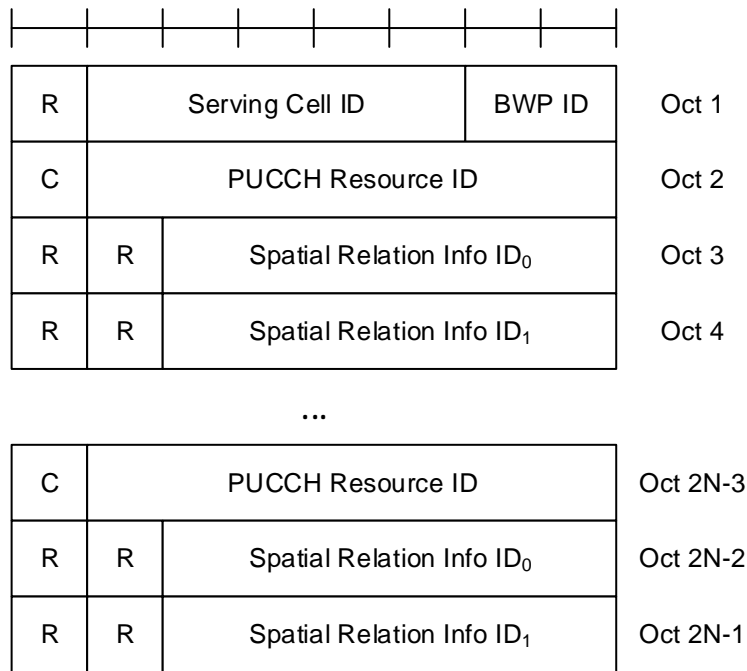 R Serving Cell ID BWP ID Oct 1
C PUCCH Resource ID Oct 2
R R Spatial Relation Info ID₀ Oct 3
R R Spatial Relation Info ID₁ Oct 4
...
C PUCCH Resource ID Oct 2N-3
R R Spatial Relation Info ID₀ Oct 2N-2
R R Spatial Relation Info ID₁ Oct 2N-1